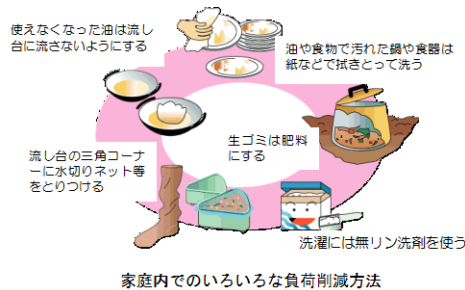 使えなくなった油は流し
台に流さないようにする
油や食物で汚れた鍋や食器は
紙などで拭きとって洗う
生ゴミは肥料
にする
流し台の三角コーナ
ーに水切りネット等
をとりつける
洗濯には無リン洗剤を使う
家庭内でのいろいろな負荷削減方法